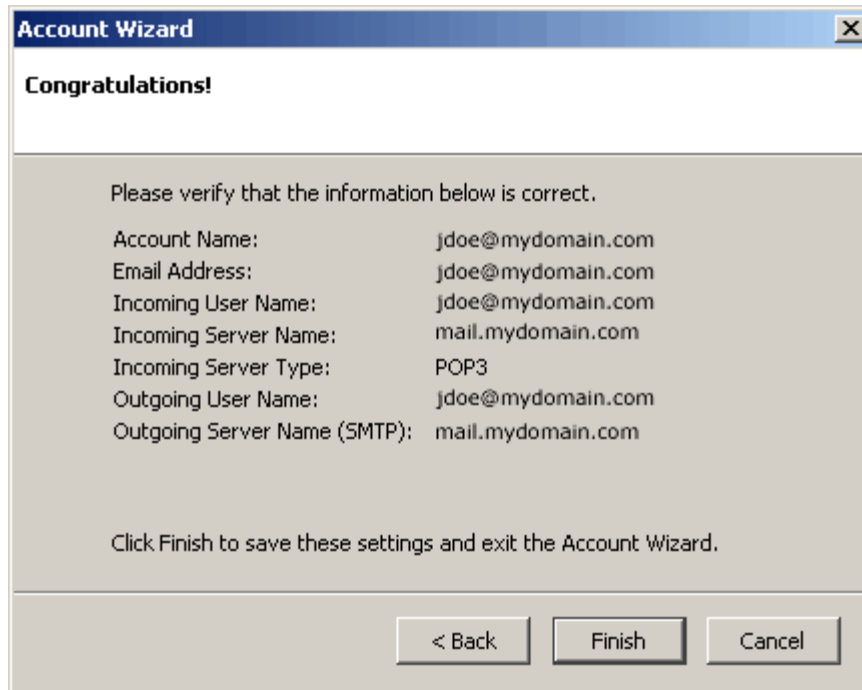 Account Wizard
Congratulations!
Please verify that the information below is correct.
Account Name: jdoe@mydomain.com
Email Address: jdoe@mydomain.com
Incoming User Name: jdoe@mydomain.com
Incoming Server Name: mail.mydomain.com
Incoming Server Type: POP3
Outgoing User Name: jdoe@mydomain.com
Outgoing Server Name (SMTP): mail.mydomain.com
Click Finish to save these settings and exit the Account Wizard.
< Back Finish Cancel